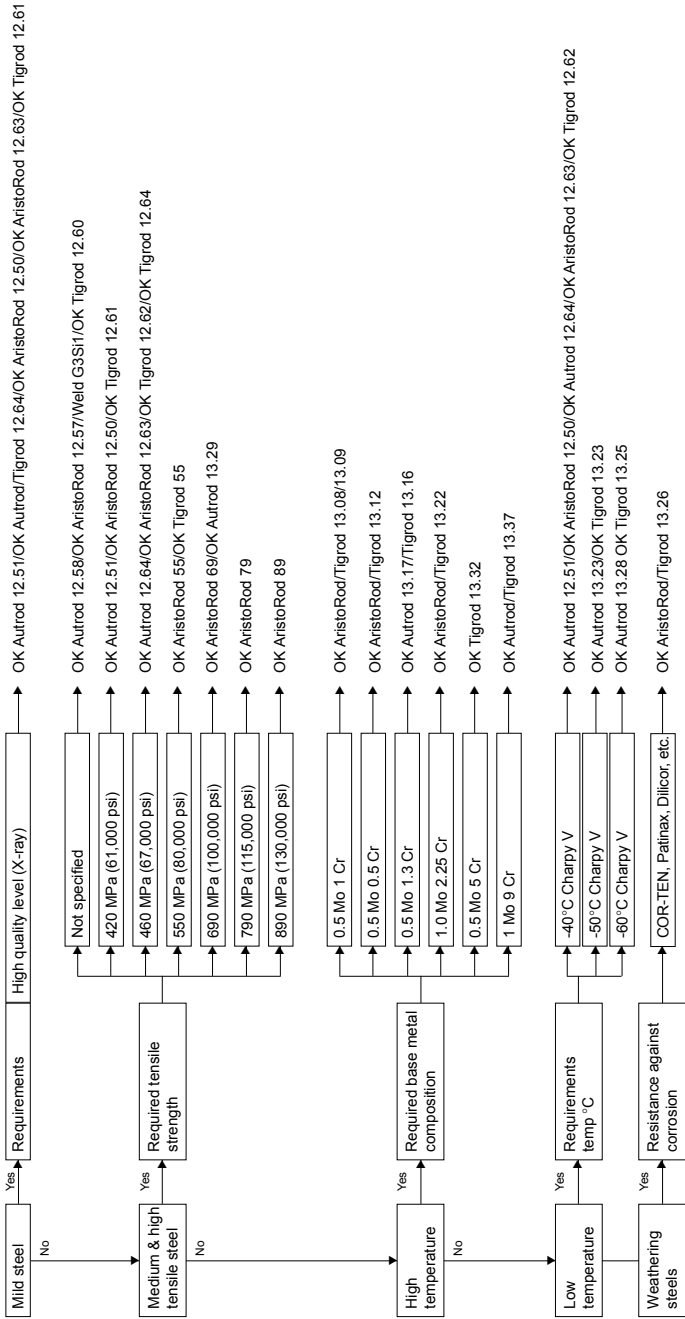 Mild steel
Yes
Requirements
High quality level (X-ray)
OK Autrod 12.51/OK Autrod/Tigrod 12.64/OK AristoRod 12.50/OK AristoRod 12.63/OK Tigrod 12.61
No
Medium & high
tensile steel
Yes
Required tensile
strength
Not specified
OK Autrod 12.58/OK AristoRod 12.57/Weld G3Si1/OK Tigrod 12.60
420 MPa (61,000 psi)
OK Autrod 12.51/OK AristoRod 12.50/OK Tigrod 12.61
460 MPa (67,000 psi)
OK Autrod 12.64/OK AristoRod 12.63/OK Tigrod 12.62/OK Tigrod 12.64
550 MPa (80,000 psi)
OK AristoRod 55/OK Tigrod 55
690 MPa (100,000 psi)
OK AristoRod 69/OK Autrod 13.29
790 MPa (115,000 psi)
OK AristoRod 79
890 MPa (130,000 psi)
OK AristoRod 89
No
High
temperature
Yes
Required base metal
composition
0.5 Mo 1 Cr
OK AristoRod/Tigrod 13.08/13.09
0.5 Mo 0.5 Cr
OK AristoRod/Tigrod 13.12
0.5 Mo 1.3 Cr
OK Autrod 13.17/Tigrod 13.16
1.0 Mo 2.25 Cr
OK AristoRod/Tigrod 13.22
0.5 Mo 5 Cr
OK Tigrod 13.32
1 Mo 9 Cr
OK Autrod/Tigrod 13.37
No
Low
temperature
Yes
Requirements
temp °C
-40°C Charpy V
OK Autrod 12.51/OK AristoRod 12.50/OK Autrod 12.64/OK AristoRod 12.63/OK Tigrod 12.62
-50°C Charpy V
OK Autrod 13.23/OK Tigrod 13.23
-60°C Charpy V
OK Autrod 13.28 OK Tigrod 13.25
Weathering
steels
Yes
Resistance against
corrosion
COR-TEN, Patinax, Dilicor, etc.
OK AristoRod/Tigrod 13.26